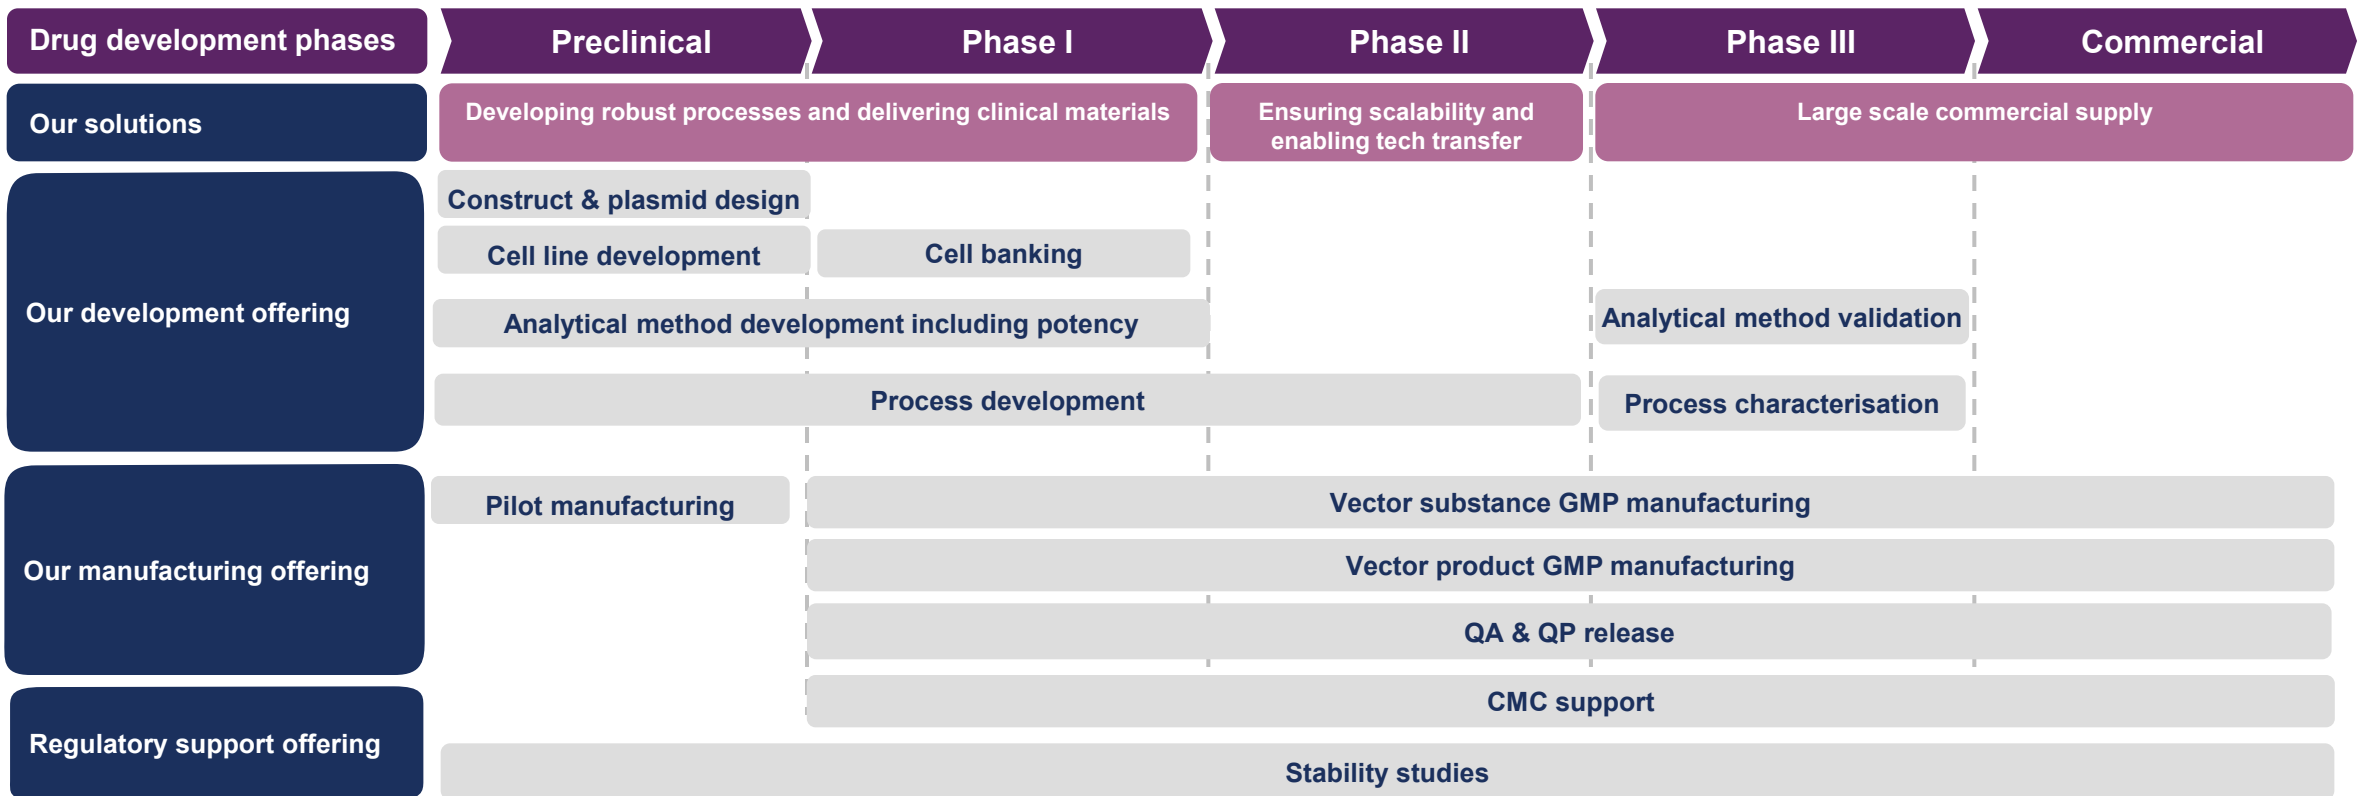 Drug development phases
Preclinical
Phase I
Phase II
Phase III
Commercial
Our solutions
Developing robust processes and delivering clinical materials
Ensuring scalability and
enabling tech transfer
Large scale commercial supply
Our development offering
Construct & plasmid design
Cell line development
Cell banking
Analytical method development including potency
Analytical method validation
Process development
Process characterisation
Our manufacturing offering
Pilot manufacturing
Vector substance GMP manufacturing
Vector product GMP manufacturing
QA & QP release
Regulatory support offering
CMC support
Stability studies